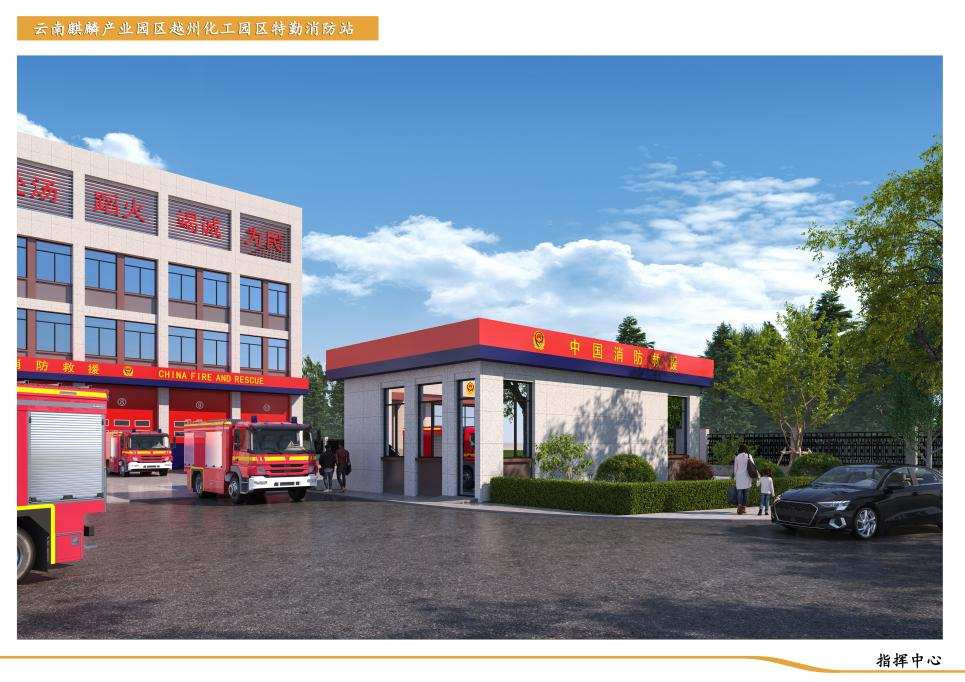 云南麒麟产业园区越州化工园区特勤消防站
汤 蹈火 竭诚 为民
消防救援 CHINA FIRE AND RESCUE
中国消防救援
指挥中心